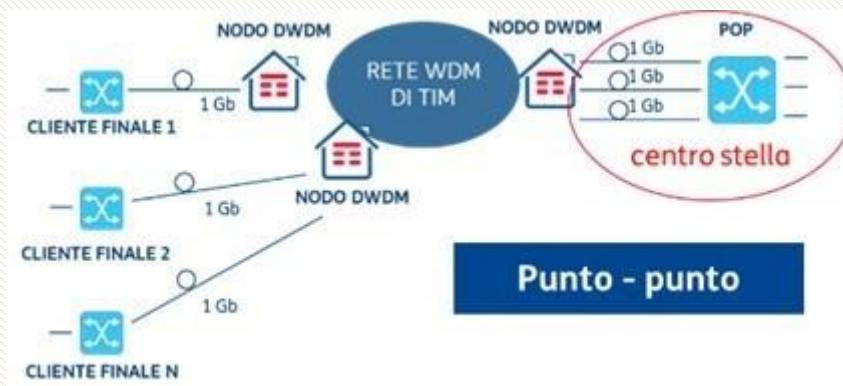 NODO DWDM
NODO DWDM
POP
RETE WDM
DI TIM
1 Gb
1 Gb
1 Gb
1 Gb
CLIENTE FINALE 1
centro stella
NODO DWDM
1 Gb
CLIENTE FINALE 2
Punto - punto
1 Gb
CLIENTE FINALE N